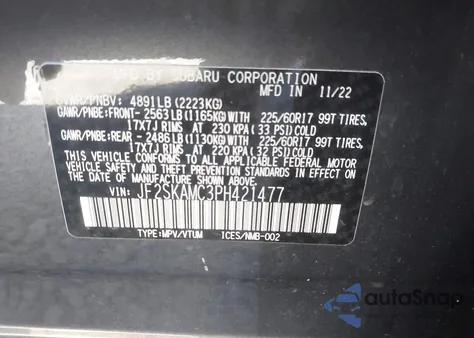 MFD BY SUBARU CORPORATION IN 11/22
GVWR/PNBV: 4891LB (2223KG)
GAWR/PNBE:FRONT- 2563LB(1165KG)WITH 225/60R17 99T TIRES,
17X7J RIMS AT 230 KPA(33 PSI)COLD
GAWR/PNBE:REAR - 2486LB(1130KG)WITH 225/60R17 99T TIRES,
17X7J RIMS AT 220 KPA(32 PSI)COLD
THIS VEHICLE CONFORMS TO ALL APPLICABLE FEDERAL MOTOR
VEHICLE SAFETY STANDARDS IN EFFECT ON THE
DATE OF MANUFACTURE SHOWN ABOVE.
VIN: JF2SKAMC3PH421477
TYPE:MPV/VTUM ICES/NMB-002
autoSnap